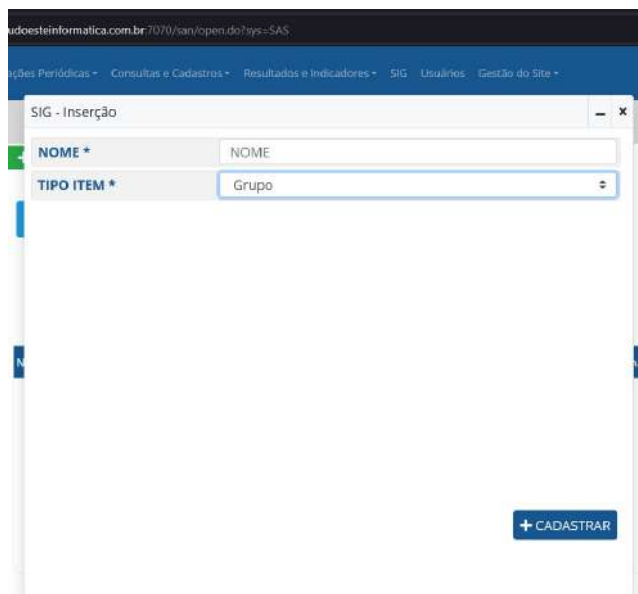 udoesteinformatica.com.br:7070/san/open.do?sys=SAS
ações Periódicas Consultas e Cadastros Resultados e Indicadores SIG Usuários Gestão do Site
SIG - Inserção
NOME * NOME
TIPO ITEM * Grupo
+ CADASTRAR